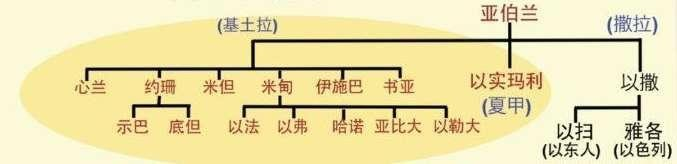 亚伯兰
(基土拉)
(撒拉)
心兰 约珊 米但 米甸 伊施巴 书亚
以实玛利
(夏甲)
以撒
示巴 底但 以法 以弗 哈诺 亚比大 以勒大
以扫 雅各
(以东人) (以色列)